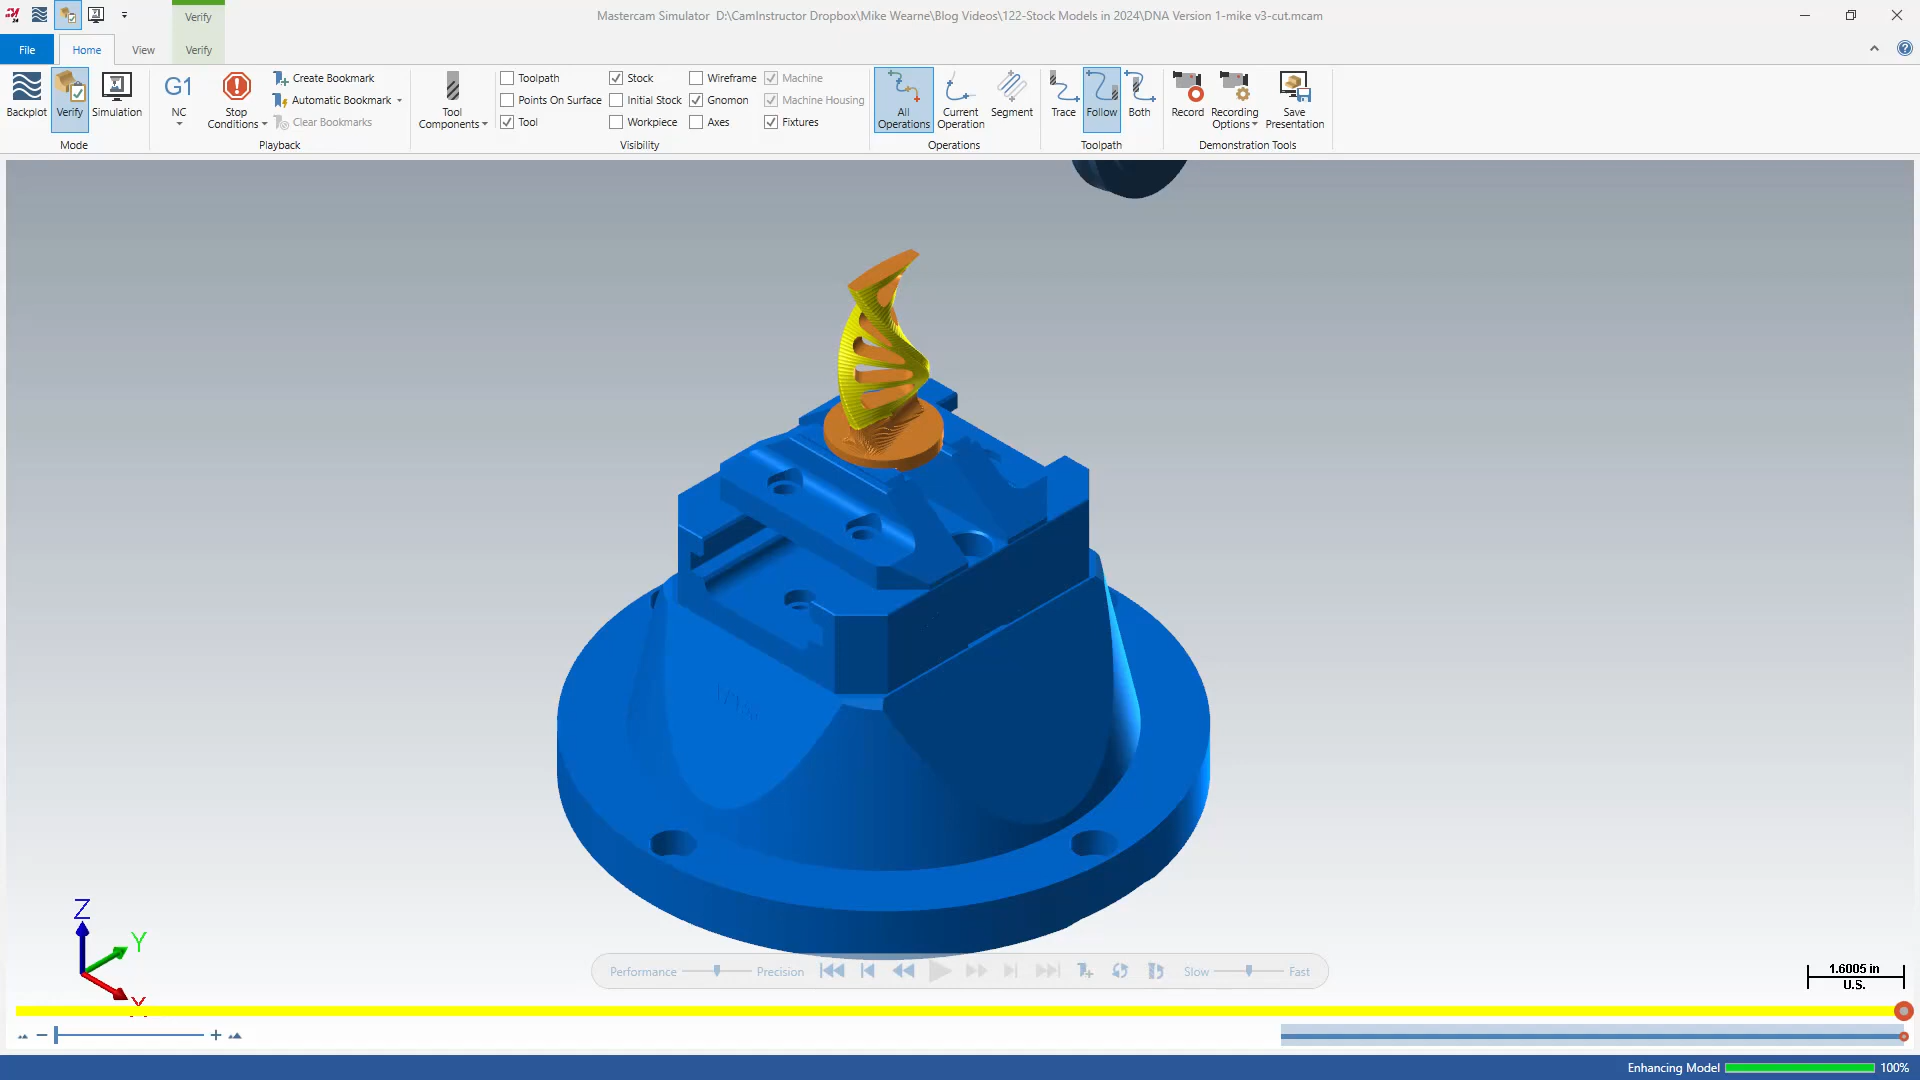 Verify
Mastercam Simulator D:\CamInstructor Dropbox\Mike Wearne\Blog Videos\122-Stock Models in 2024\DNA Version 1-mike v3-cut.mcam
File
Home
View
Verify
Backplot
Verify
Simulation
Mode
G1
NC
Stop Conditions
Create Bookmark
Automatic Bookmark
Clear Bookmarks
Playback
Tool Components
Toolpath
Points On Surface
Tool
Stock
Initial Stock
Workpiece
Wireframe
Gnomon
Axes
Machine
Machine Housing
Fixtures
Visibility
All Operations
Current Operation
Segment
Operations
Trace
Follow
Both
Toolpath
Record
Recording Options
Save Presentation
Demonstration Tools
Z
Y
X
Performance
Precision
Slow
Fast
1.6005 in
U.S.
Enhancing Model
100%